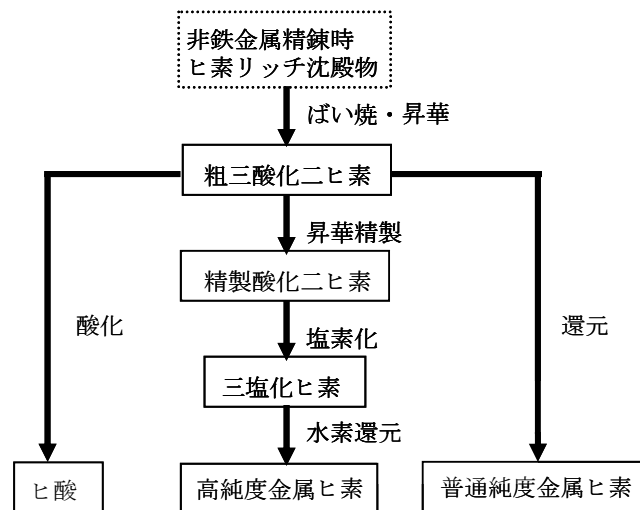 非鉄金属精錬時
ヒ素リッチ沈殿物
ばい焼・昇華
粗三酸化二ヒ素
昇華精製
精製酸化二ヒ素
酸化
還元
塩素化
三塩化ヒ素
水素還元
ヒ酸
高純度金属ヒ素
普通純度金属ヒ素